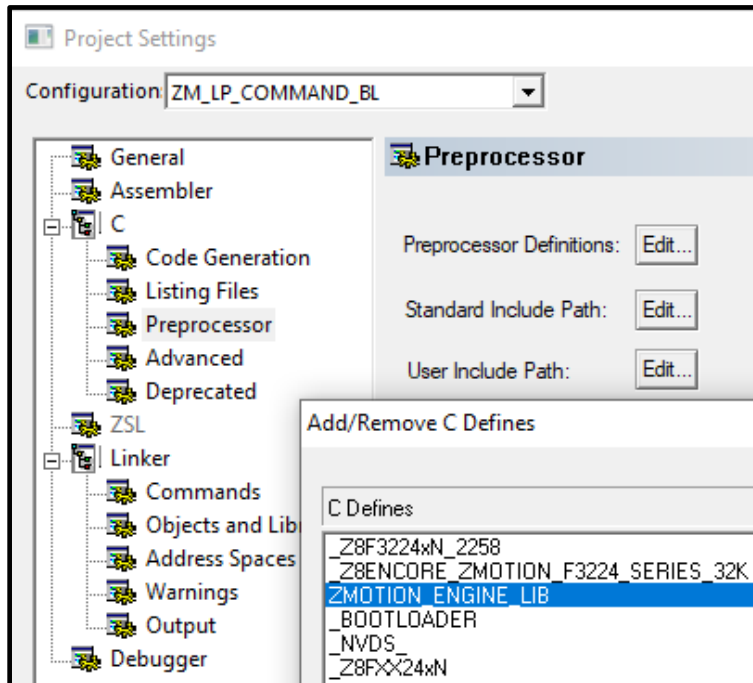 Project Settings
Configuration: ZM_LP_COMMAND_BL
General
Assembler
C
Code Generation
Listing Files
Preprocessor
Advanced
Deprecated
ZSL
Linker
Commands
Objects and Lib
Address Spaces
Warnings
Output
Debugger
Preprocessor
Preprocessor Definitions: Edit...
Standard Include Path: Edit...
User Include Path: Edit...
Add/Remove C Defines
C Defines
_Z8F3224xN_2258
_Z8ENCORE_ZMOTION_F3224_SERIES_32K
ZMOTION_ENGINE_LIB
_BOOTLOADER
_NVDS_
_Z8FXX24xN